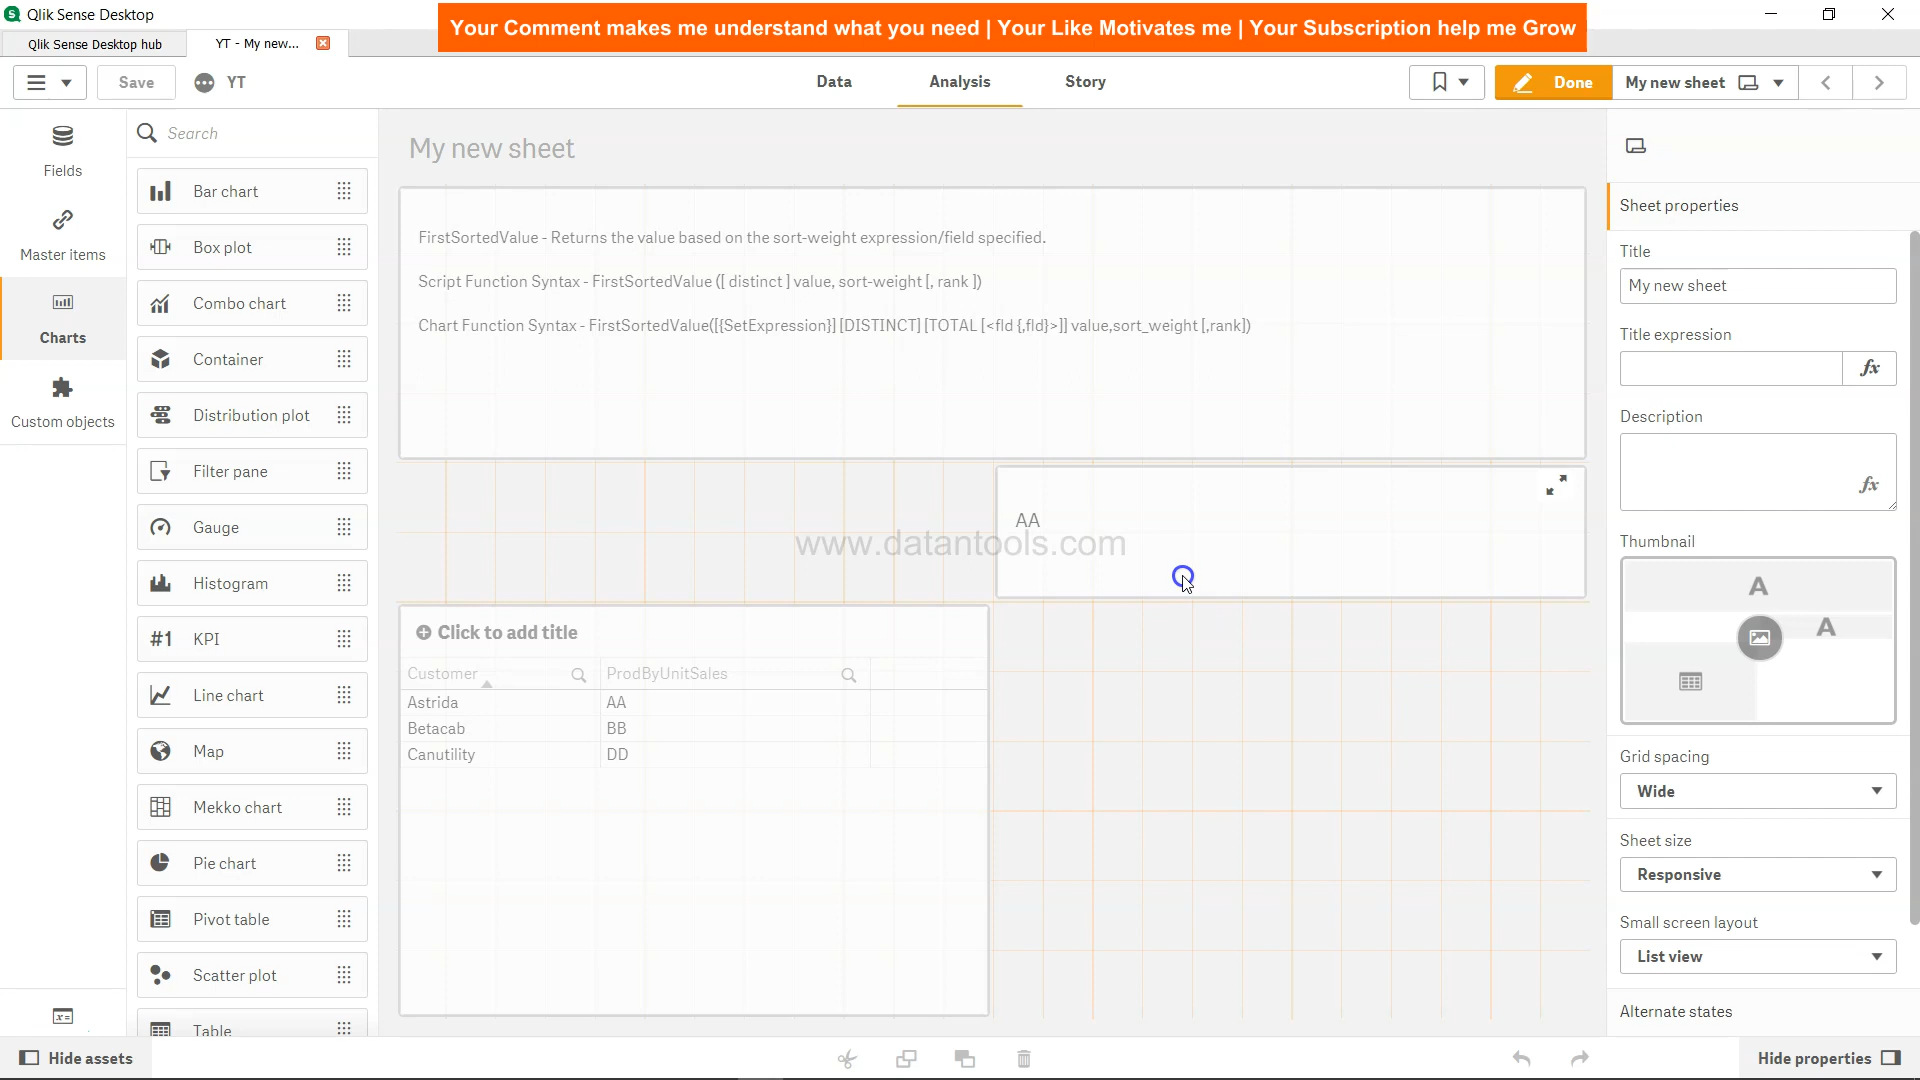 Qlik Sense Desktop
Your Comment makes me understand what you need | Your Like Motivates me | Your Subscription help me Grow
Qlik Sense Desktop hub
YT - My new...
Save
YT
Data
Analysis
Story
Done
My new sheet
Fields
Master items
Charts
Custom objects
Search
Bar chart
Box plot
Combo chart
Container
Distribution plot
Filter pane
Gauge
Histogram
#1 KPI
Line chart
Map
Mekko chart
Pie chart
Pivot table
Scatter plot
Table
My new sheet
FirstSortedValue - Returns the value based on the sort-weight expression/field specified.
Script Function Syntax - FirstSortedValue ([ distinct ] value, sort-weight [, rank ])
Chart Function Syntax - FirstSortedValue([{SetExpression}] [DISTINCT] [TOTAL [<fld {,fld}>]] value,sort_weight [,rank])
AA
www.datantools.com
Click to add title
Customer ProdByUnitSales
Astrida AA
Betacab BB
Canutility DD
Sheet properties
Title
My new sheet
Title expression
fx
Description
fx
Thumbnail
A
A
Grid spacing
Wide
Sheet size
Responsive
Small screen layout
List view
Alternate states
Hide assets
Hide properties